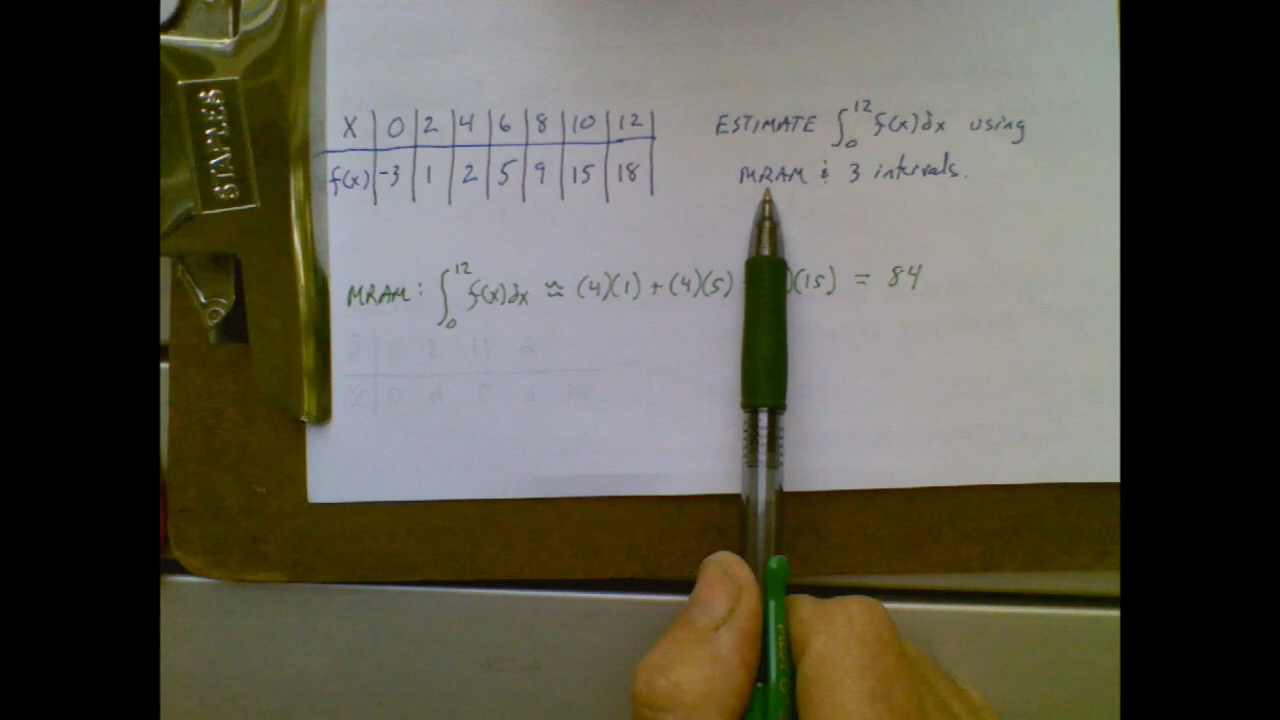 STAPLES
X | 0 | 2 | 4 | 6 | 8 | 10 | 12 |
f(x) | -3 | 1 | 2 | 5 | 9 | 15 | 18 |
ESTIMATE ∫₀¹² f(x)dx using
MRAM & 3 intervals.
MRAM: ∫₀¹² f(x)dx ≈ (4)(1) + (4)(5) )(15) = 84